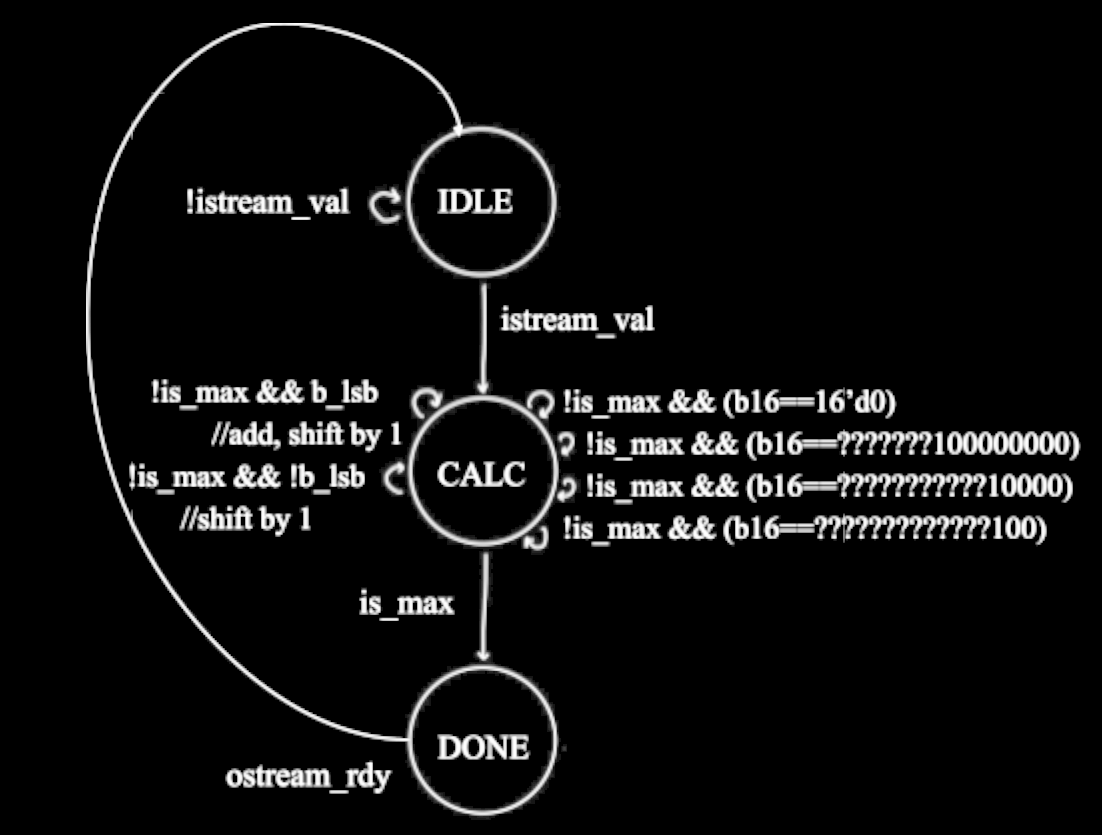 !istream_val
IDLE
istream_val
!is_max && b_lsb
//add, shift by 1
!is_max && !b_lsb
//shift by 1
CALC
!is_max && (b16==16’d0)
!is_max && (b16==???????100000000)
!is_max && (b16==???????????10000)
!is_max && (b16==?????????????100)
is_max
DONE
ostream_rdy